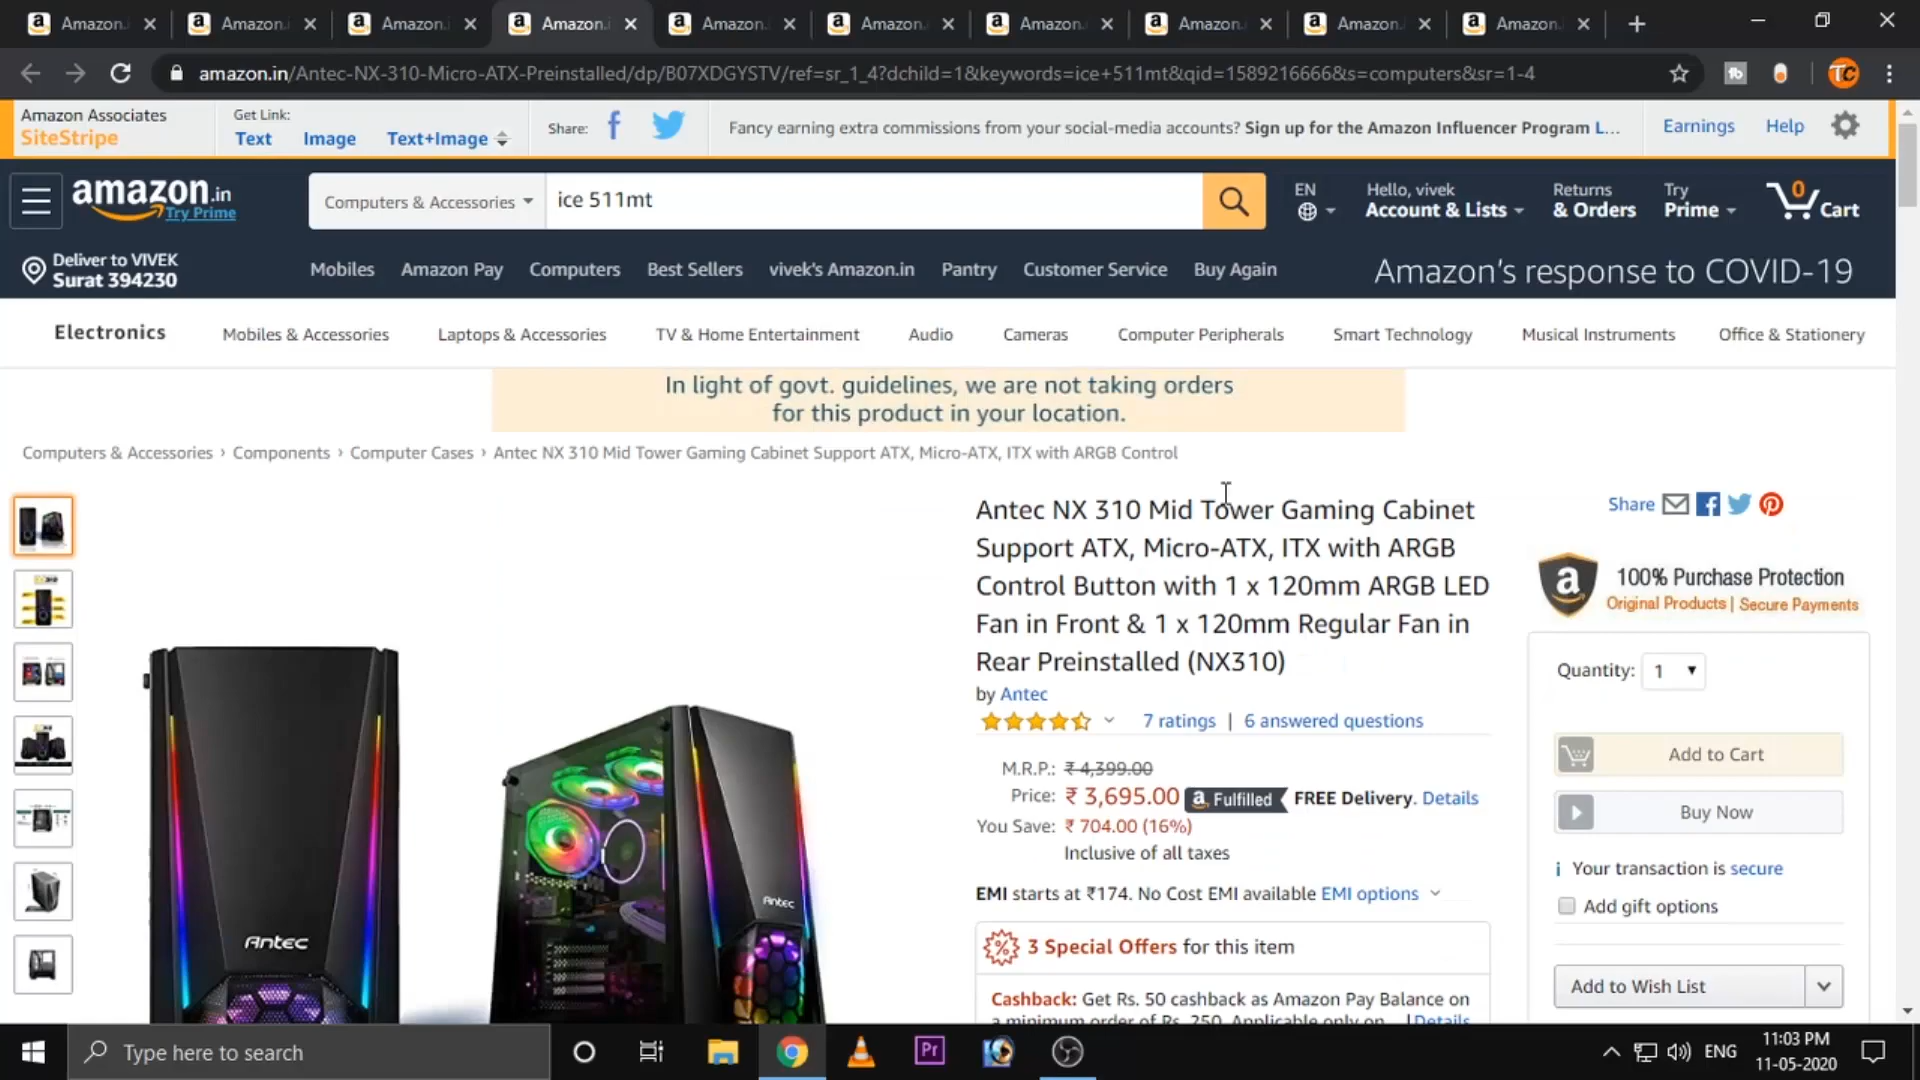 Amazon.i
Amazon.i
Amazon.i
Amazon.i
Amazon.
Amazon.
Amazon.
Amazon.
Amazon.
Amazon.
amazon.in/Antec-NX-310-Micro-ATX-Preinstalled/dp/B07XDGYSTV/ref=sr_1_4?dchild=1&keywords=ice+511mt&qid=1589216666&s=computers&sr=1-4
Amazon Associates
SiteStripe
Get Link:
Text Image Text+Image
Share:
Fancy earning extra commissions from your social-media accounts? Sign up for the Amazon Influencer Program L...
Earnings Help
amazon.in
Try Prime
Computers & Accessories
ice 511mt
EN
Hello, vivek
Account & Lists
Returns
& Orders
Try
Prime
0
Cart
Deliver to VIVEK
Surat 394230
Mobiles Amazon Pay Computers Best Sellers vivek's Amazon.in Pantry Customer Service Buy Again
Amazon's response to COVID-19
Electronics Mobiles & Accessories Laptops & Accessories TV & Home Entertainment Audio Cameras Computer Peripherals Smart Technology Musical Instruments Office & Stationery
In light of govt. guidelines, we are not taking orders
for this product in your location.
Computers & Accessories › Components › Computer Cases › Antec NX 310 Mid Tower Gaming Cabinet Support ATX, Micro-ATX, ITX with ARGB Control
Antec NX 310 Mid Tower Gaming Cabinet
Support ATX, Micro-ATX, ITX with ARGB
Control Button with 1 x 120mm ARGB LED
Fan in Front & 1 x 120mm Regular Fan in
Rear Preinstalled (NX310)
by Antec
7 ratings | 6 answered questions
M.R.P.: ₹ 4,399.00
Price: ₹ 3,695.00 a Fulfilled FREE Delivery. Details
You Save: ₹ 704.00 (16%)
Inclusive of all taxes
EMI starts at ₹174. No Cost EMI available EMI options
3 Special Offers for this item
Cashback: Get Rs. 50 cashback as Amazon Pay Balance on
a minimum order of Rs. 250. Applicable only on Details
Share
100% Purchase Protection
Original Products | Secure Payments
Quantity: 1
Add to Cart
Buy Now
Your transaction is secure
Add gift options
Add to Wish List
Antec
Antec
Type here to search
Pr
ENG
11:03 PM
11-05-2020